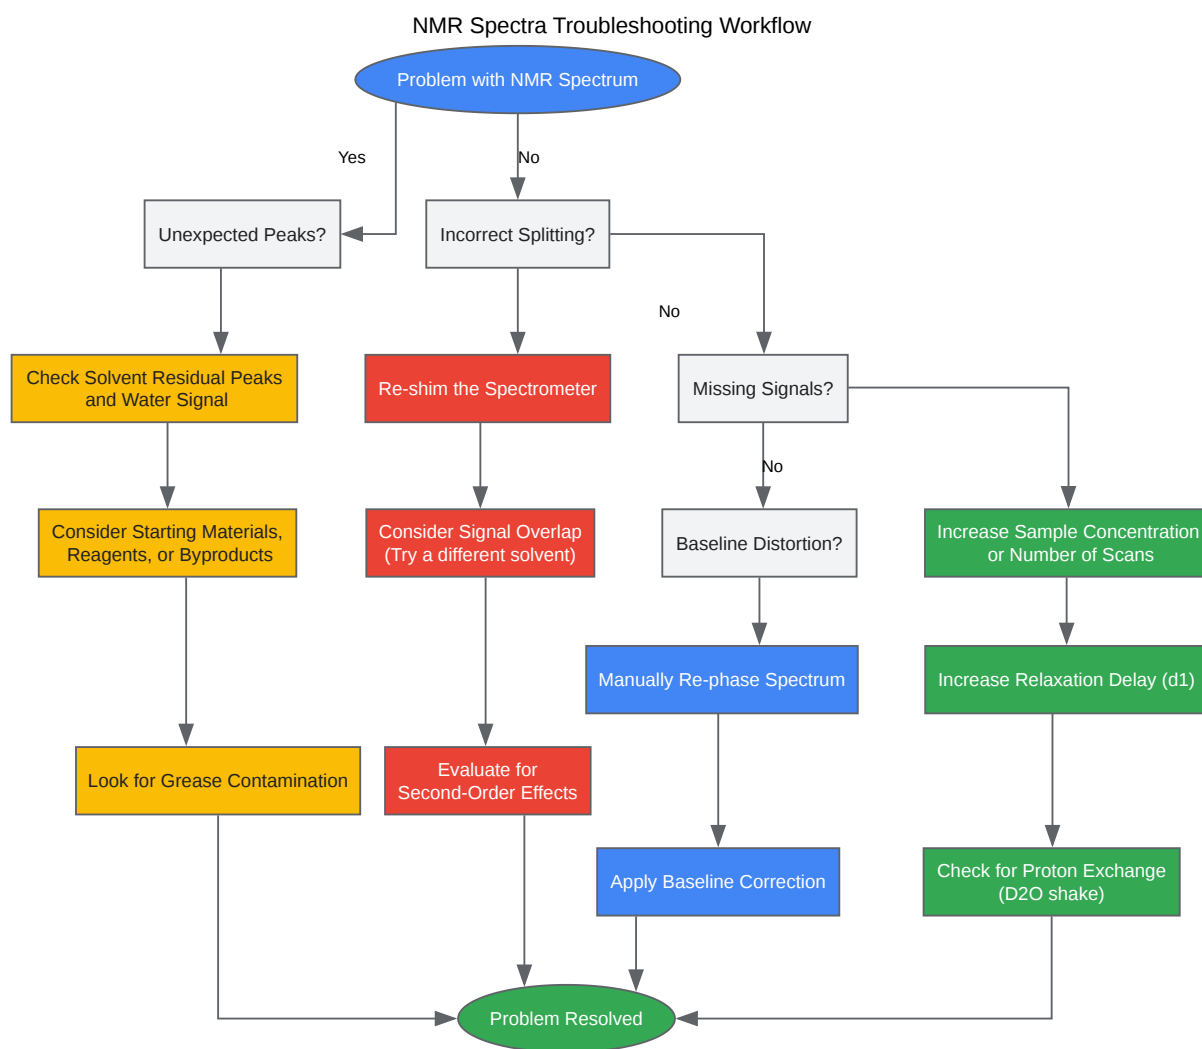 NMR Spectra Troubleshooting Workflow
Problem with NMR Spectrum
Yes
No
Unexpected Peaks?
Incorrect Splitting?
No
Check Solvent Residual Peaks
and Water Signal
Re-shim the Spectrometer
Missing Signals?
No
Consider Starting Materials,
Reagents, or Byproducts
Consider Signal Overlap
(Try a different solvent)
Baseline Distortion?
Increase Sample Concentration
or Number of Scans
Manually Re-phase Spectrum
Increase Relaxation Delay (d1)
Look for Grease Contamination
Evaluate for
Second-Order Effects
Apply Baseline Correction
Check for Proton Exchange
(D2O shake)
Problem Resolved